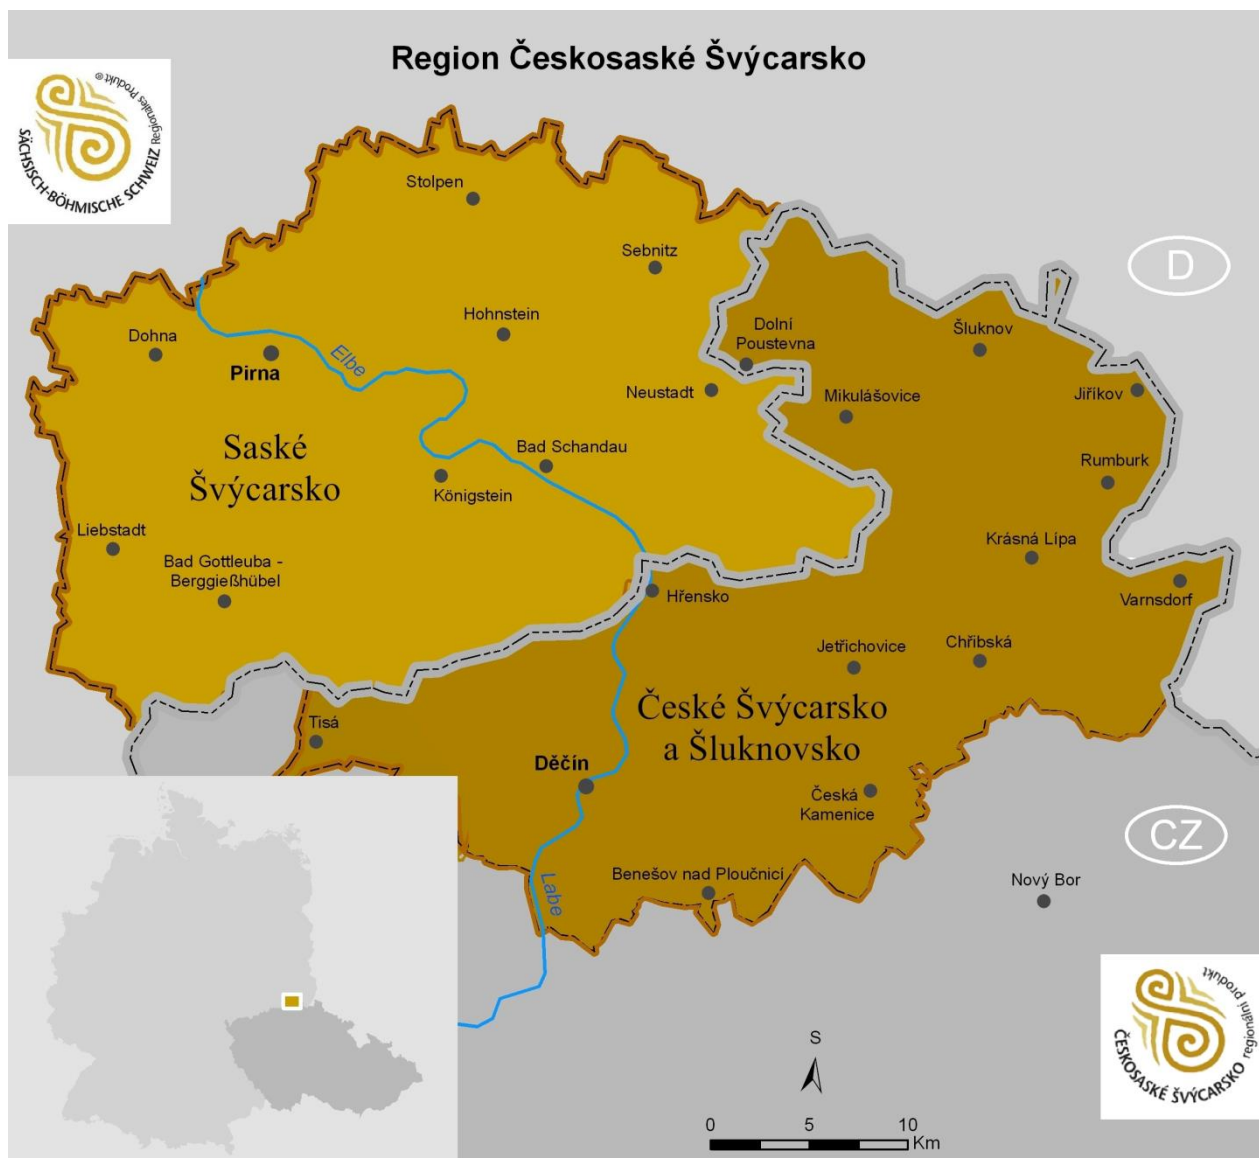 Region Českosaské Švýcarsko
SÄCHSISCH-BÖHMISCHE SCHWEIZ Regionales Produkt ®
Stolpen
Sebnitz
D
Hohnstein
Dolní
Poustevna
Šluknov
Dohna
Pirna
Elbe
Neustadt
Mikulášovice
Jiříkov
Saské
Švýcarsko
Bad Schandau
Königstein
Rumburk
Liebstadt
Bad Gottleuba -
Berggießhübel
Krásná Lípa
Hřensko
Varnsdorf
Jetřichovice
Chřibská
České Švýcarsko
a Šluknovsko
Tisá
Děčín
Česká
Kamenice
CZ
Benešov nad Ploučnicí
Labe
Nový Bor
ČESKOSASKÉ ŠVÝCARSKO regionální produkt
S
0 5 10
Km